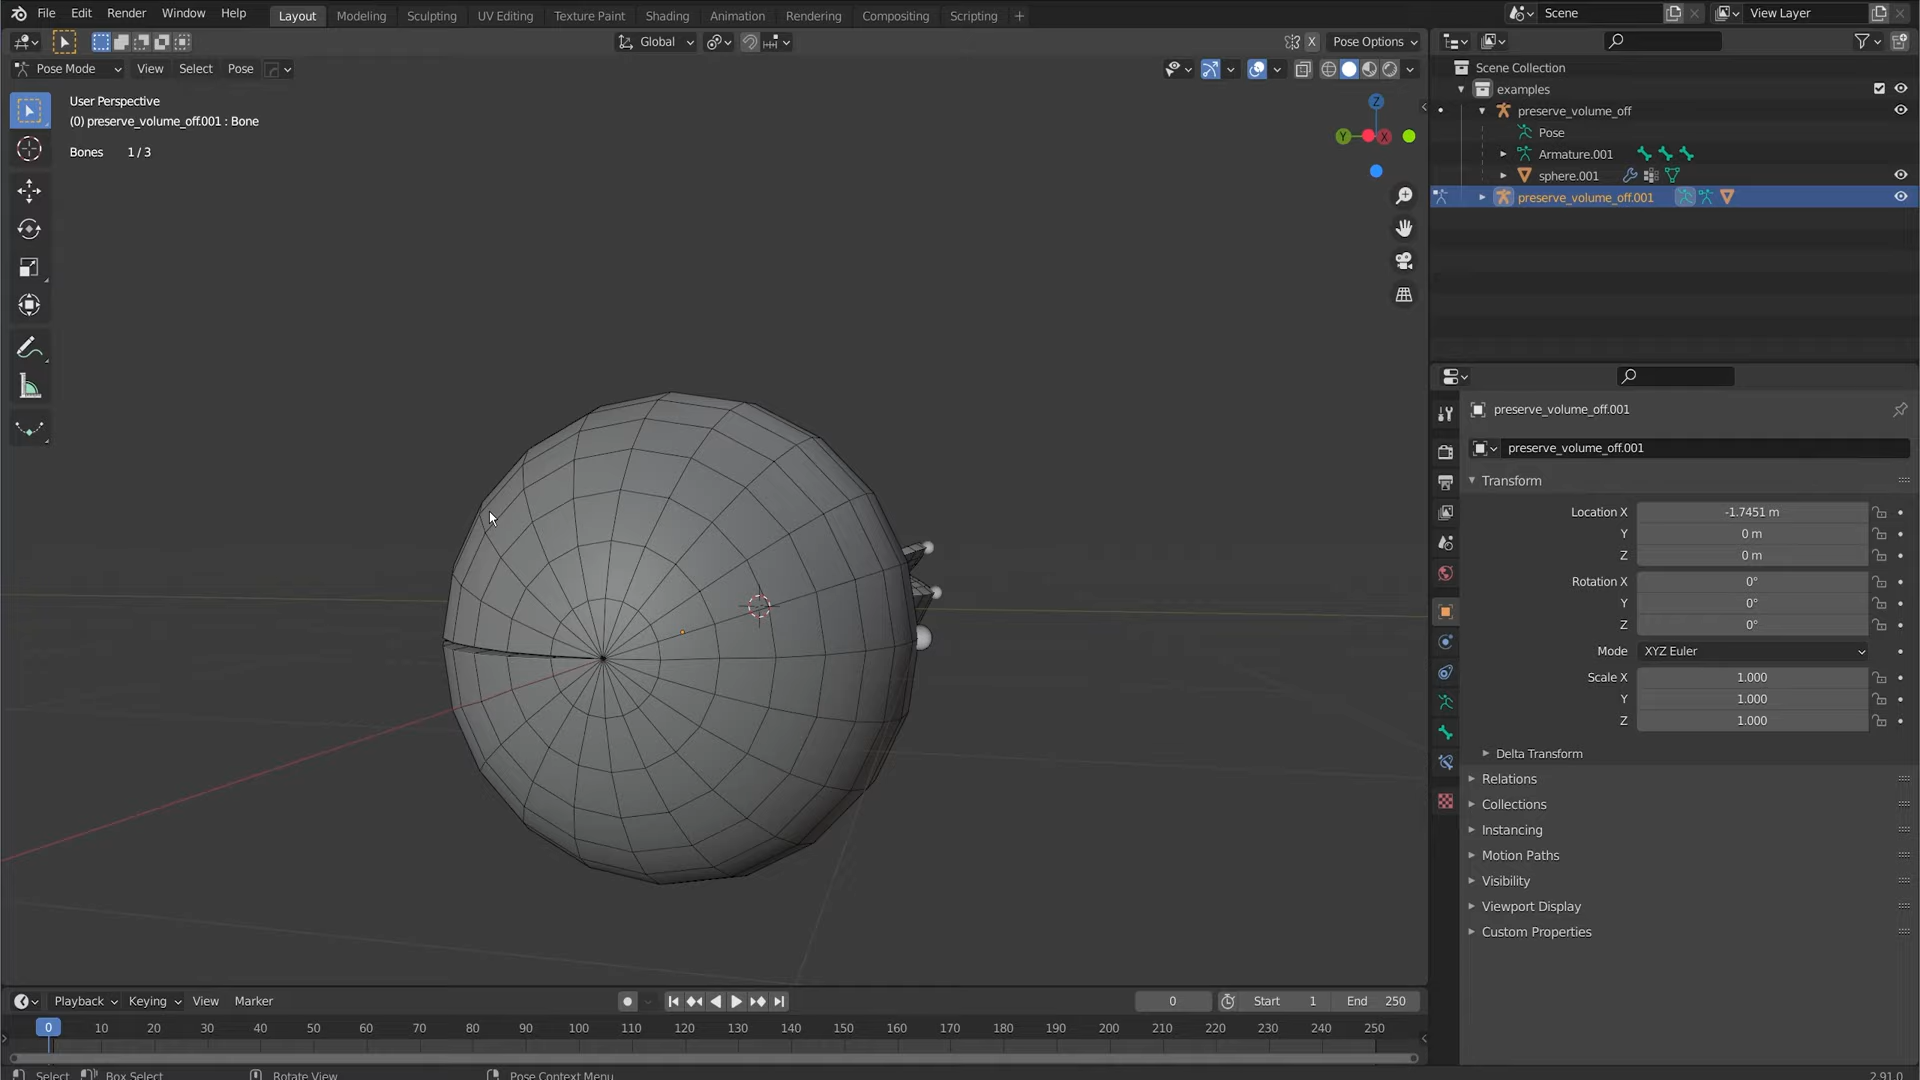 File Edit Render Window Help Layout Modeling Sculpting UV Editing Texture Paint Shading Animation Rendering Compositing Scripting + Scene View Layer
Global X Pose Options
Pose Mode View Select Pose
User Perspective
(0) preserve_volume_off.001 : Bone
Bones 1 / 3
Z
Y X
Scene Collection
examples
preserve_volume_off
Pose
Armature.001
sphere.001
preserve_volume_off.001
preserve_volume_off.001
preserve_volume_off.001
Transform
Location X -1.7451 m
Y 0 m
Z 0 m
Rotation X 0°
Y 0°
Z 0°
Mode XYZ Euler
Scale X 1.000
Y 1.000
Z 1.000
Delta Transform
Relations
Collections
Instancing
Motion Paths
Visibility
Viewport Display
Custom Properties
Playback Keying View Marker 0 Start 1 End 250
0 10 20 30 40 50 60 70 80 90 100 110 120 130 140 150 160 170 180 190 200 210 220 230 240 250
Select Box Select Rotate View Pose Context Menu 2.91.0